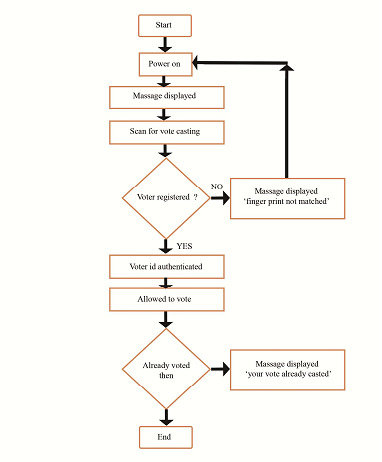 Start
Power on
Massage displayed
Scan for vote casting
Voter registered ?
NO
Massage displayed
'finger print not matched'
YES
Voter id authenticated
Allowed to vote
Already voted
then
Massage displayed
'your vote already casted'
End